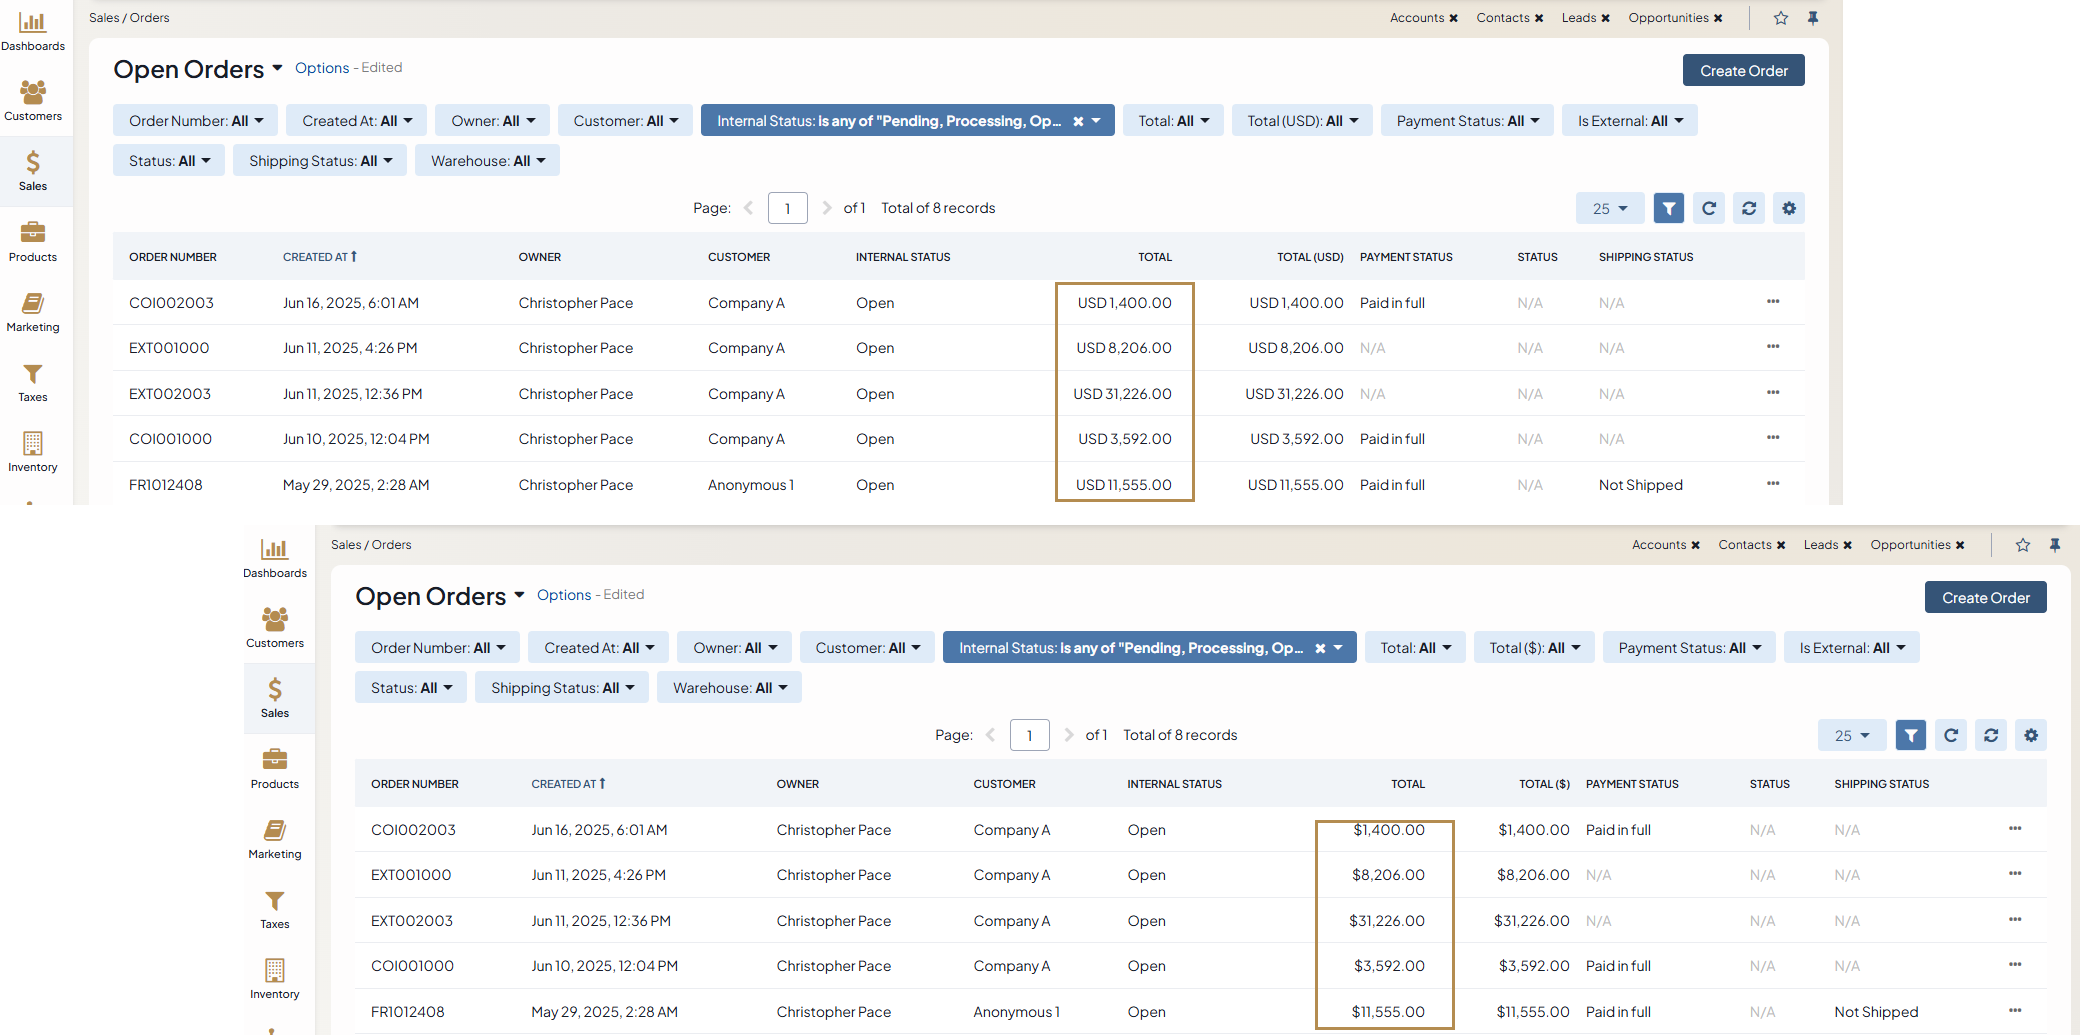 Sales / Orders
Accounts ✖ Contacts ✖ Leads ✖ Opportunities ✖
Dashboards
Customers
Sales
Products
Marketing
Taxes
Inventory
Open Orders Options - Edited
Create Order
Order Number: All Created At: All Owner: All Customer: All Internal Status: is any of "Pending, Processing, Op... ✖ Total: All Total (USD): All Payment Status: All Is External: All
Status: All Shipping Status: All Warehouse: All
Page: 1 of 1 Total of 8 records 25
ORDER NUMBER CREATED AT OWNER CUSTOMER INTERNAL STATUS TOTAL TOTAL (USD) PAYMENT STATUS STATUS SHIPPING STATUS
COI002003 Jun 16, 2025, 6:01 AM Christopher Pace Company A Open USD 1,400.00 USD 1,400.00 Paid in full N/A N/A ...
EXT001000 Jun 11, 2025, 4:26 PM Christopher Pace Company A Open USD 8,206.00 USD 8,206.00 N/A N/A N/A ...
EXT002003 Jun 11, 2025, 12:36 PM Christopher Pace Company A Open USD 31,226.00 USD 31,226.00 N/A N/A N/A ...
COI001000 Jun 10, 2025, 12:04 PM Christopher Pace Company A Open USD 3,592.00 USD 3,592.00 Paid in full N/A N/A ...
FR1012408 May 29, 2025, 2:28 AM Christopher Pace Anonymous 1 Open USD 11,555.00 USD 11,555.00 Paid in full N/A Not Shipped ...
Sales / Orders
Accounts ✖ Contacts ✖ Leads ✖ Opportunities ✖
Dashboards
Customers
Sales
Products
Marketing
Taxes
Inventory
Open Orders Options - Edited
Create Order
Order Number: All Created At: All Owner: All Customer: All Internal Status: is any of "Pending, Processing, Op... ✖ Total: All Total ($): All Payment Status: All Is External: All
Status: All Shipping Status: All Warehouse: All
Page: 1 of 1 Total of 8 records 25
ORDER NUMBER CREATED AT OWNER CUSTOMER INTERNAL STATUS TOTAL TOTAL ($) PAYMENT STATUS STATUS SHIPPING STATUS
COI002003 Jun 16, 2025, 6:01 AM Christopher Pace Company A Open $1,400.00 $1,400.00 Paid in full N/A N/A ...
EXT001000 Jun 11, 2025, 4:26 PM Christopher Pace Company A Open $8,206.00 $8,206.00 N/A N/A N/A ...
EXT002003 Jun 11, 2025, 12:36 PM Christopher Pace Company A Open $31,226.00 $31,226.00 N/A N/A N/A ...
COI001000 Jun 10, 2025, 12:04 PM Christopher Pace Company A Open $3,592.00 $3,592.00 Paid in full N/A N/A ...
FR1012408 May 29, 2025, 2:28 AM Christopher Pace Anonymous 1 Open $11,555.00 $11,555.00 Paid in full N/A Not Shipped ...